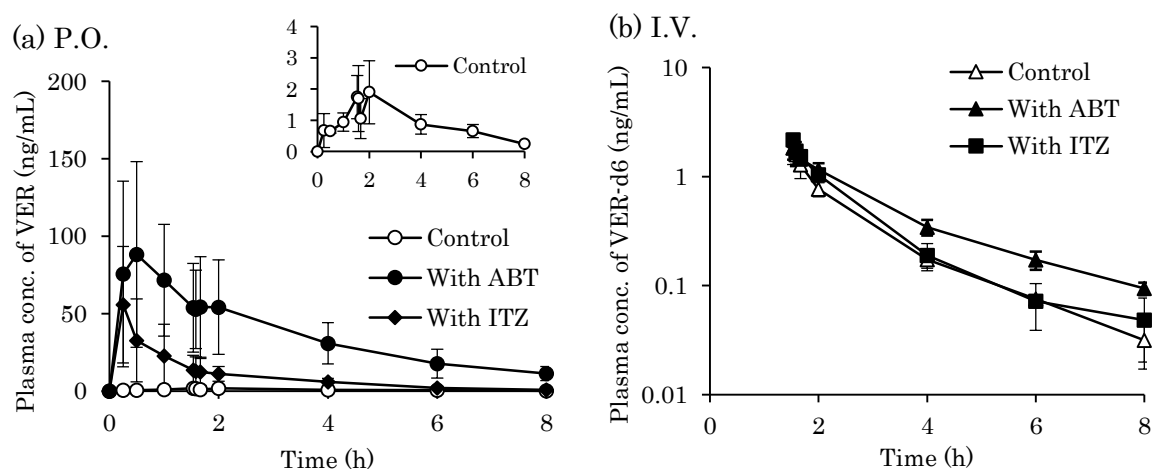 (a) P.O.
Plasma conc. of VER (ng/mL)
200
150
100
50
0
0 2 4 6 8
Time (h)
4
3
2
1
0
0 2 4 6 8
Control
Control
With ABT
With ITZ
(b) I.V.
Plasma conc. of VER-d6 (ng/mL)
10
1
0.1
0.01
0 2 4 6 8
Time (h)
Control
With ABT
With ITZ